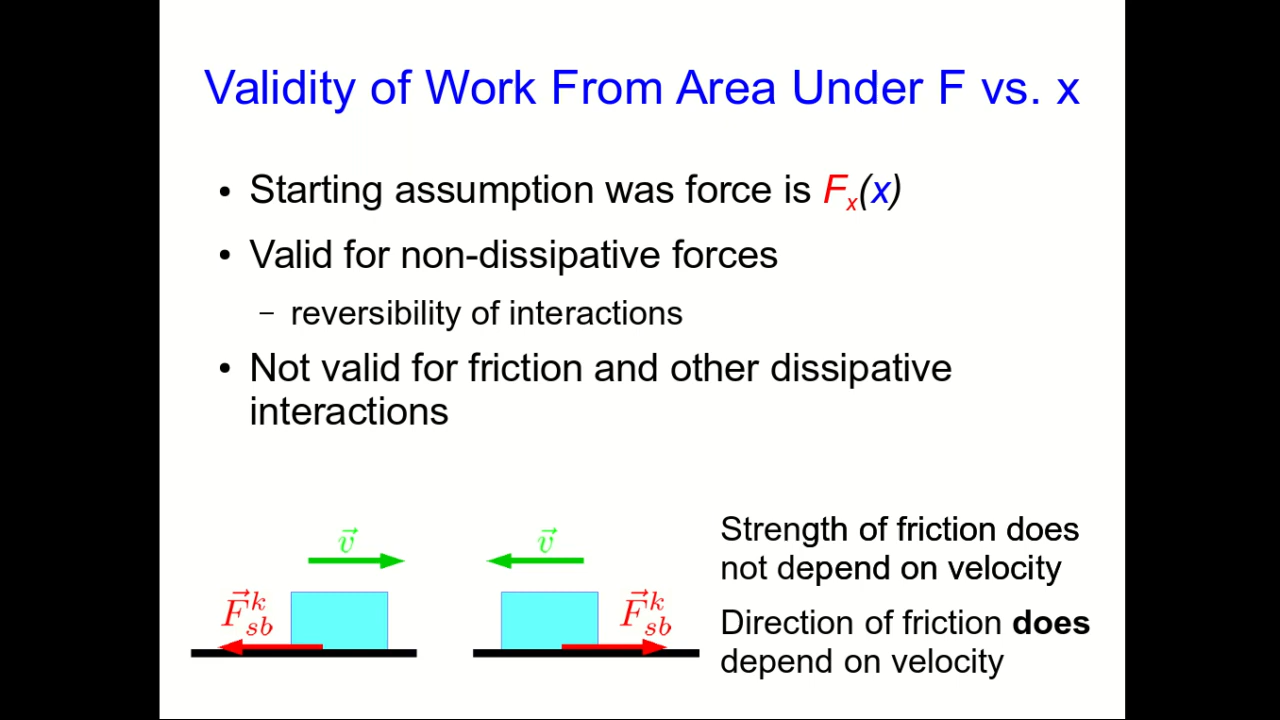 Validity of Work From Area Under F vs. x
• Starting assumption was force is Fₓ(x)
• Valid for non-dissipative forces
– reversibility of interactions
• Not valid for friction and other dissipative
interactions
v⃗
v⃗
F⃗ᵏsb
F⃗ᵏsb
Strength of friction does
not depend on velocity
Direction of friction does
depend on velocity